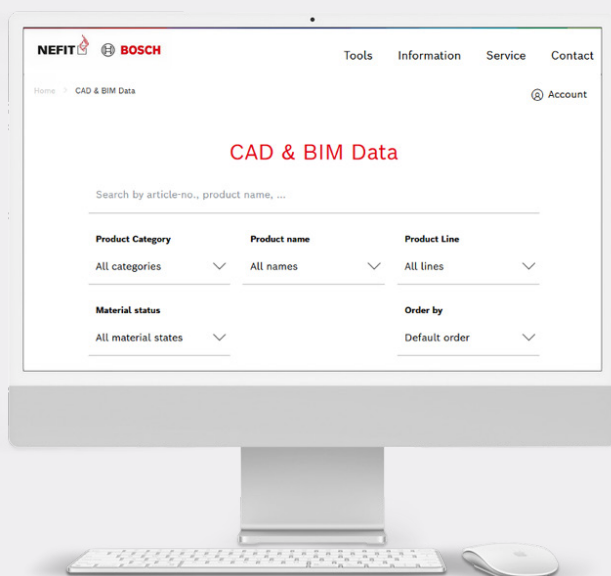 NEFIT BOSCH
Tools Information Service Contact
Home CAD & BIM Data
Account
CAD & BIM Data
Search by article-no., product name, ...
Product Category Product name Product Line
All categories All names All lines
Material status Order by
All material states Default order